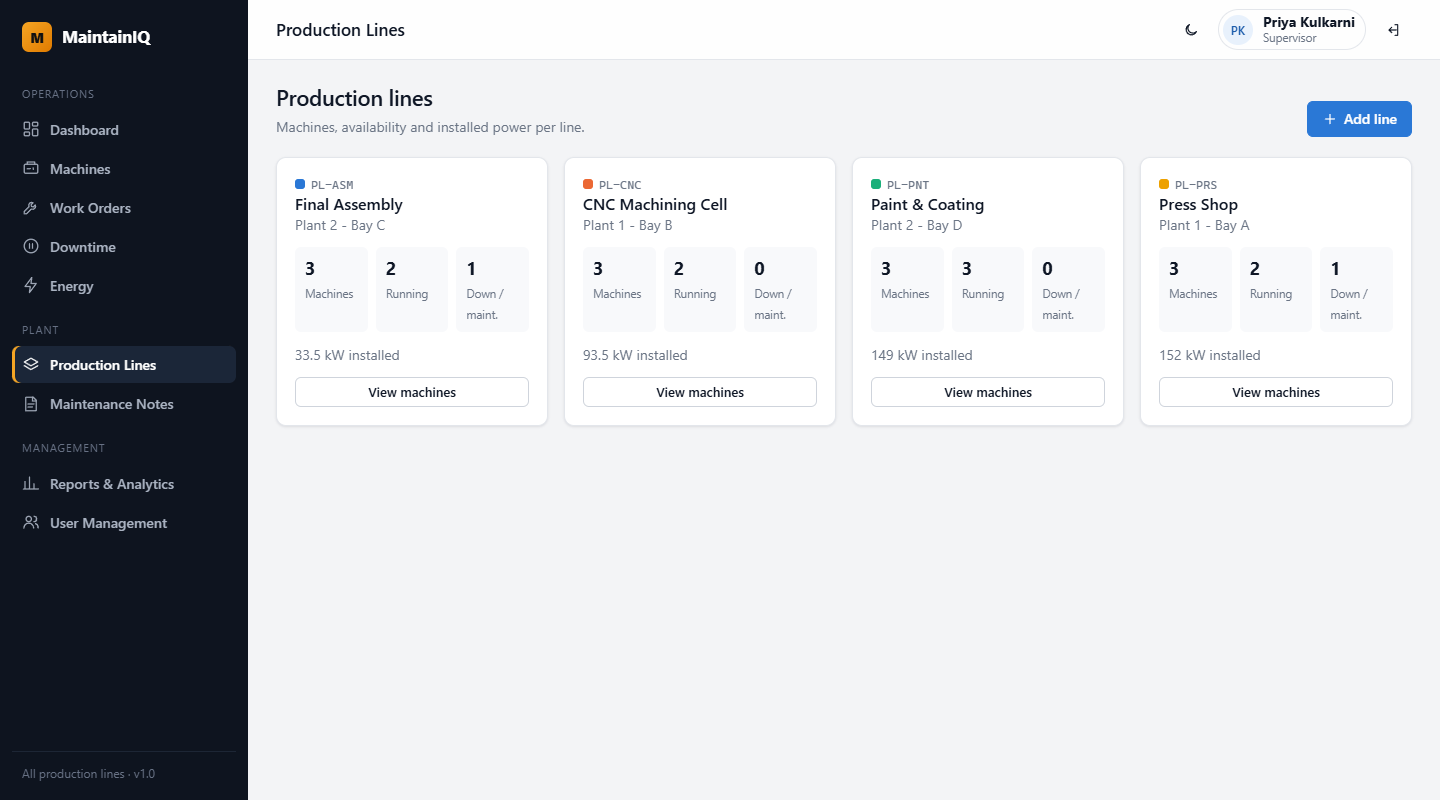 M MaintainIQ
OPERATIONS
Dashboard
Machines
Work Orders
Downtime
Energy
PLANT
Production Lines
Maintenance Notes
MANAGEMENT
Reports & Analytics
User Management
All production lines · v1.0
Production Lines
PK
Priya Kulkarni
Supervisor
Production lines
Machines, availability and installed power per line.
+ Add line
PL-ASM
Final Assembly
Plant 2 - Bay C
3
Machines
2
Running
1
Down /
maint.
33.5 kW installed
View machines
PL-CNC
CNC Machining Cell
Plant 1 - Bay B
3
Machines
2
Running
0
Down /
maint.
93.5 kW installed
View machines
PL-PNT
Paint & Coating
Plant 2 - Bay D
3
Machines
3
Running
0
Down /
maint.
149 kW installed
View machines
PL-PRS
Press Shop
Plant 1 - Bay A
3
Machines
2
Running
1
Down /
maint.
152 kW installed
View machines